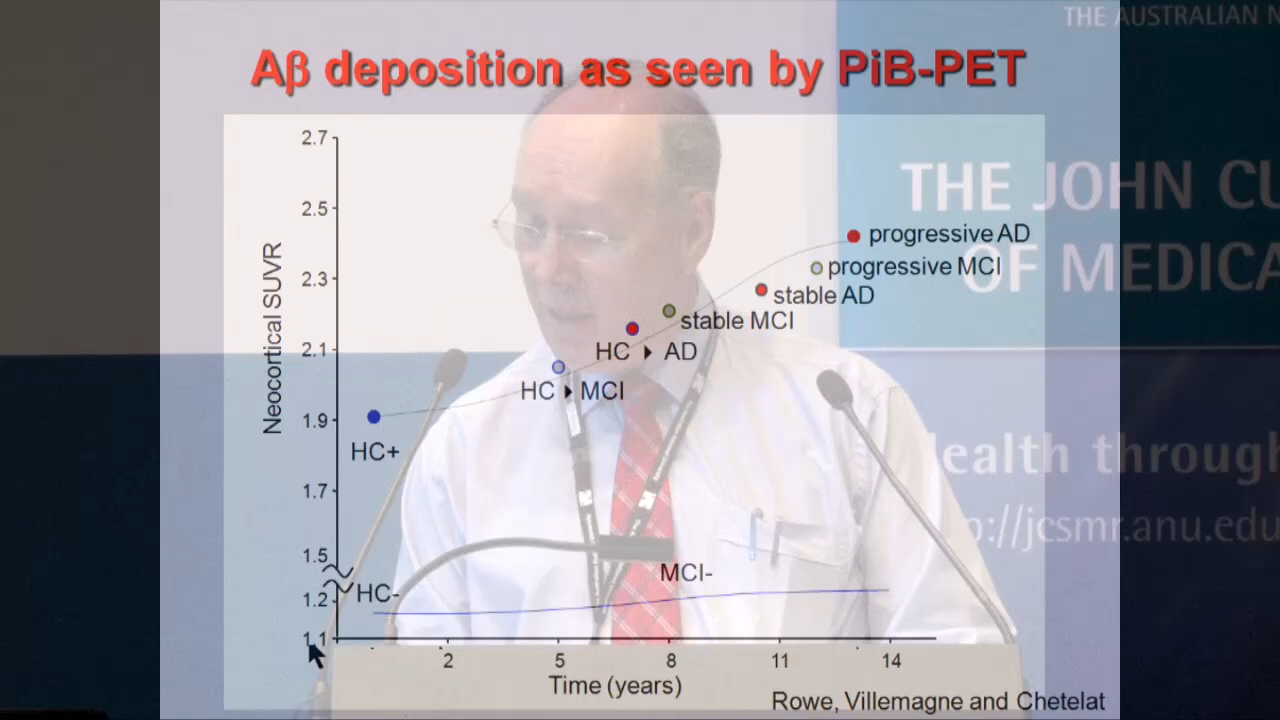 THE AUSTRALIAN N
Aβ deposition as seen by PiB-PET
THE JOHN CU
OF MEDICA
ealth through
p://jcsmr.anu.edu
Neocortical SUVR
2.7
2.5
2.3
2.1
1.9
1.7
1.5
1.2
1.1
progressive AD
progressive MCI
stable AD
stable MCI
HC ▸ AD
HC ▸ MCI
HC+
HC-
MCI-
2 5 8 11 14
Time (years)
Rowe, Villemagne and Chetelat